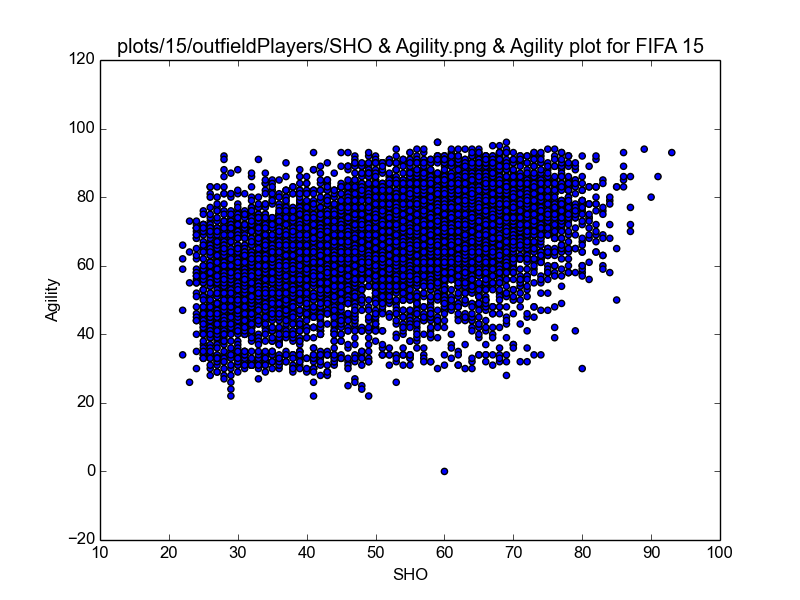 plots/15/outfieldPlayers/SHO & Agility.png & Agility plot for FIFA 15
120
100
80
60
40
20
0
−20
Agility
10 20 30 40 50 60 70 80 90 100
SHO